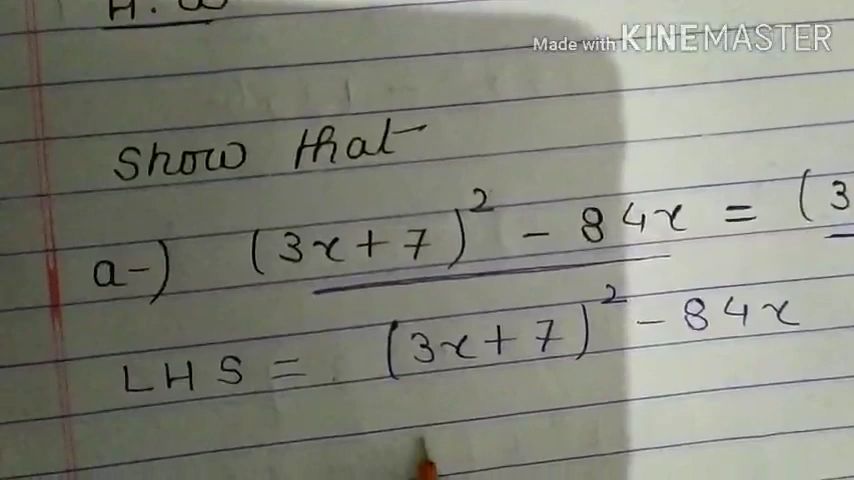 H.W
Made with KINEMASTER
Show that
a-) (3x+7)² - 84x = (3
LHS = (3x+7)² - 84x